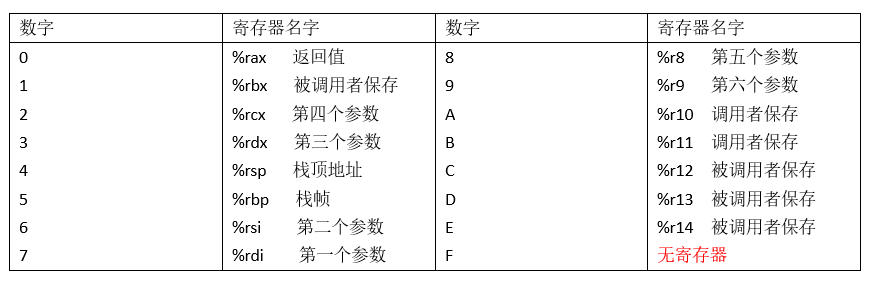 数字 寄存器名字 数字 寄存器名字
0 %rax 返回值 8 %r8 第五个参数
1 %rbx 被调用者保存 9 %r9 第六个参数
2 %rcx 第四个参数 A %r10 调用者保存
3 %rdx 第三个参数 B %r11 调用者保存
4 %rsp 栈顶地址 C %r12 被调用者保存
5 %rbp 栈帧 D %r13 被调用者保存
6 %rsi 第二个参数 E %r14 被调用者保存
7 %rdi 第一个参数 F 无寄存器